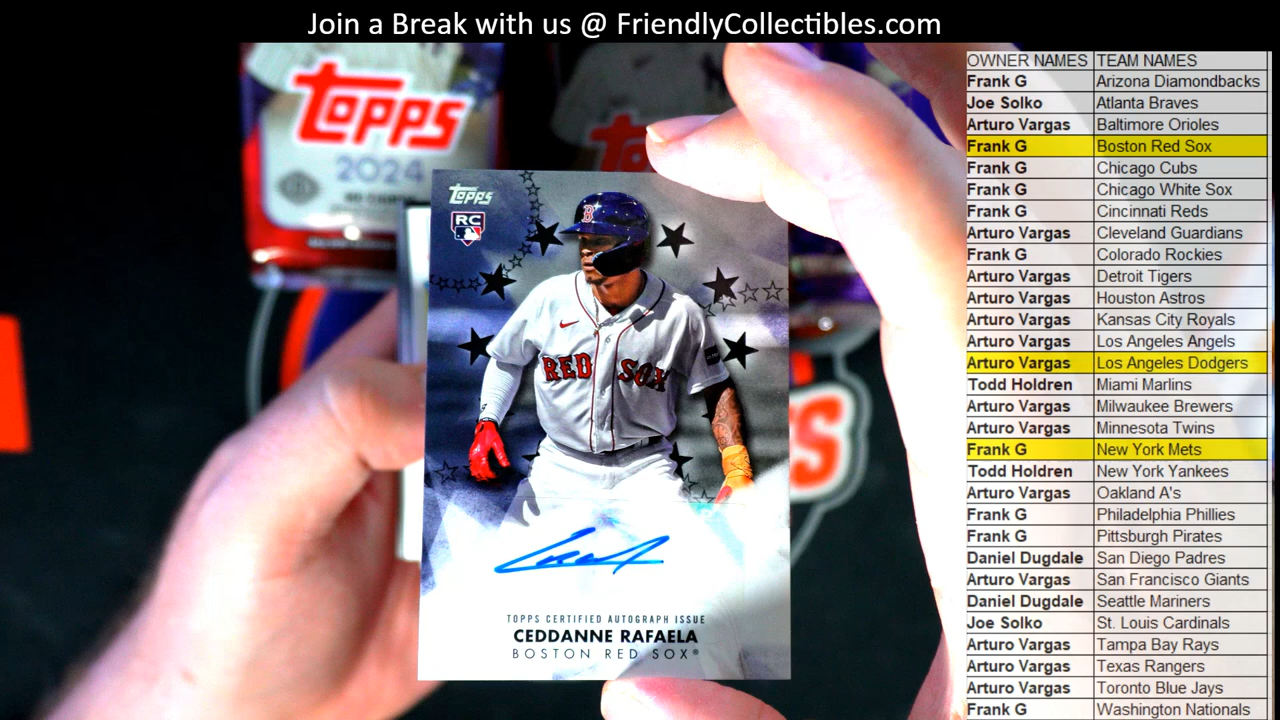 Join a Break with us @ FriendlyCollectibles.com
TOPPS
2024
TOPPS
RC
B
RED SOX
TOPPS CERTIFIED AUTOGRAPH ISSUE
CEDDANNE RAFAELA
BOSTON RED SOX®
OWNER NAMES TEAM NAMES
Frank G Arizona Diamondbacks
Joe Solko Atlanta Braves
Arturo Vargas Baltimore Orioles
Frank G Boston Red Sox
Frank G Chicago Cubs
Frank G Chicago White Sox
Frank G Cincinnati Reds
Arturo Vargas Cleveland Guardians
Frank G Colorado Rockies
Arturo Vargas Detroit Tigers
Arturo Vargas Houston Astros
Arturo Vargas Kansas City Royals
Arturo Vargas Los Angeles Angels
Arturo Vargas Los Angeles Dodgers
Todd Holdren Miami Marlins
Arturo Vargas Milwaukee Brewers
Arturo Vargas Minnesota Twins
Frank G New York Mets
Todd Holdren New York Yankees
Arturo Vargas Oakland A's
Frank G Philadelphia Phillies
Frank G Pittsburgh Pirates
Daniel Dugdale San Diego Padres
Arturo Vargas San Francisco Giants
Daniel Dugdale Seattle Mariners
Joe Solko St. Louis Cardinals
Arturo Vargas Tampa Bay Rays
Arturo Vargas Texas Rangers
Arturo Vargas Toronto Blue Jays
Frank G Washington Nationals